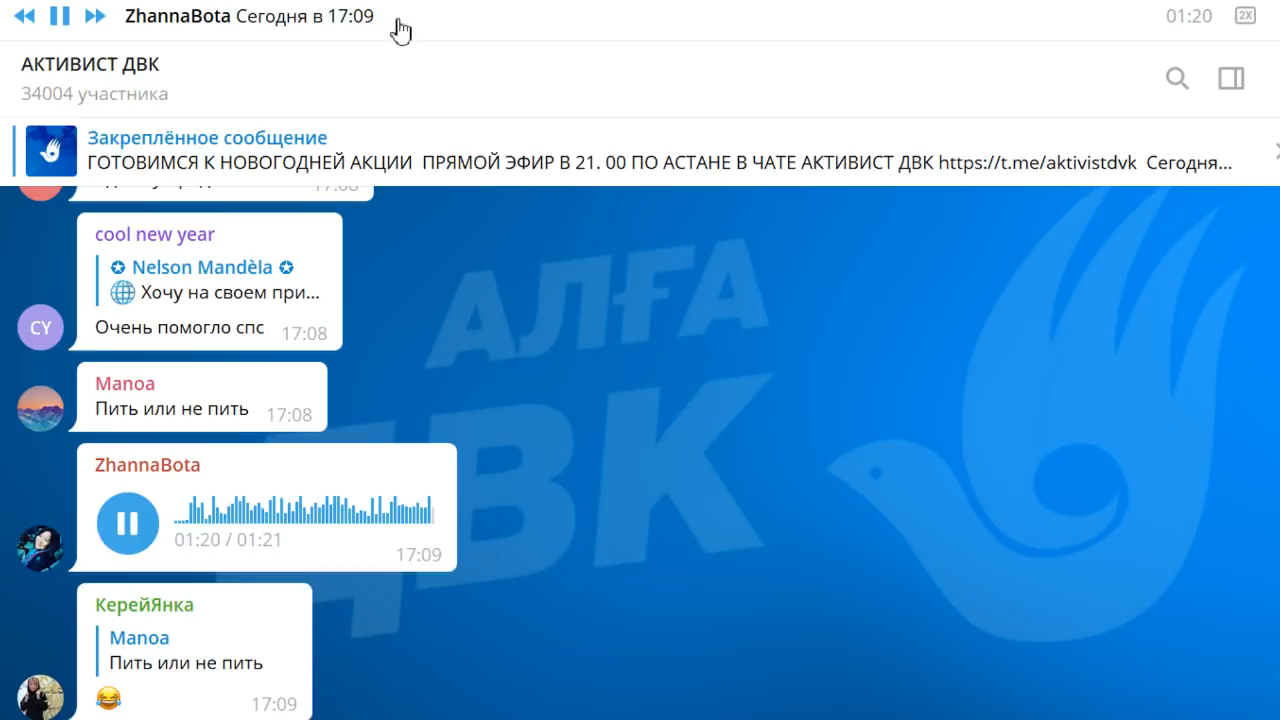 ZhannaBota Сегодня в 17:09
01:20
2X
АКТИВИСТ ДВК
34004 участника
Закреплённое сообщение
ГОТОВИМСЯ К НОВОГОДНЕЙ АКЦИИ ПРЯМОЙ ЭФИР В 21. 00 ПО АСТАНЕ В ЧАТЕ АКТИВИСТ ДВК https://t.me/aktivistdvk Сегодня...
17:08
cool new year
Nelson Mandèla
Хочу на своем при...
CY
Очень помогло спс 17:08
Manoa
Пить или не пить 17:08
ZhannaBota
01:20 / 01:21
17:09
КерейЯнка
Manoa
Пить или не пить
17:09
АЛҒА
ДВК